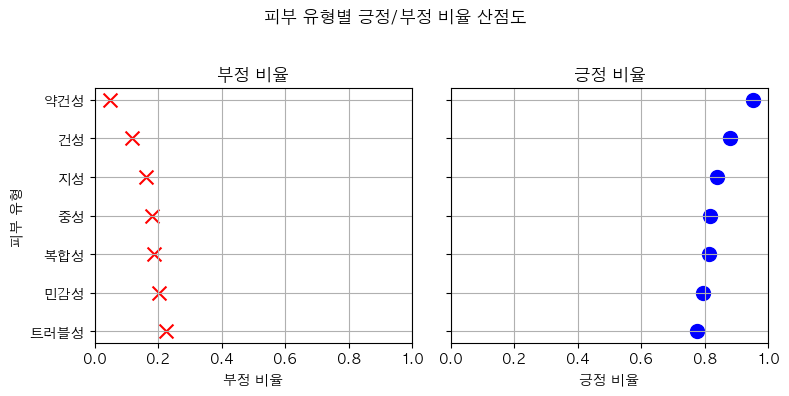 피부 유형별 긍정/부정 비율 산점도
부정 비율
긍정 비율
피부 유형
약건성
건성
지성
중성
복합성
민감성
트러블성
0.0 0.2 0.4 0.6 0.8 1.0
0.0 0.2 0.4 0.6 0.8 1.0
부정 비율
긍정 비율